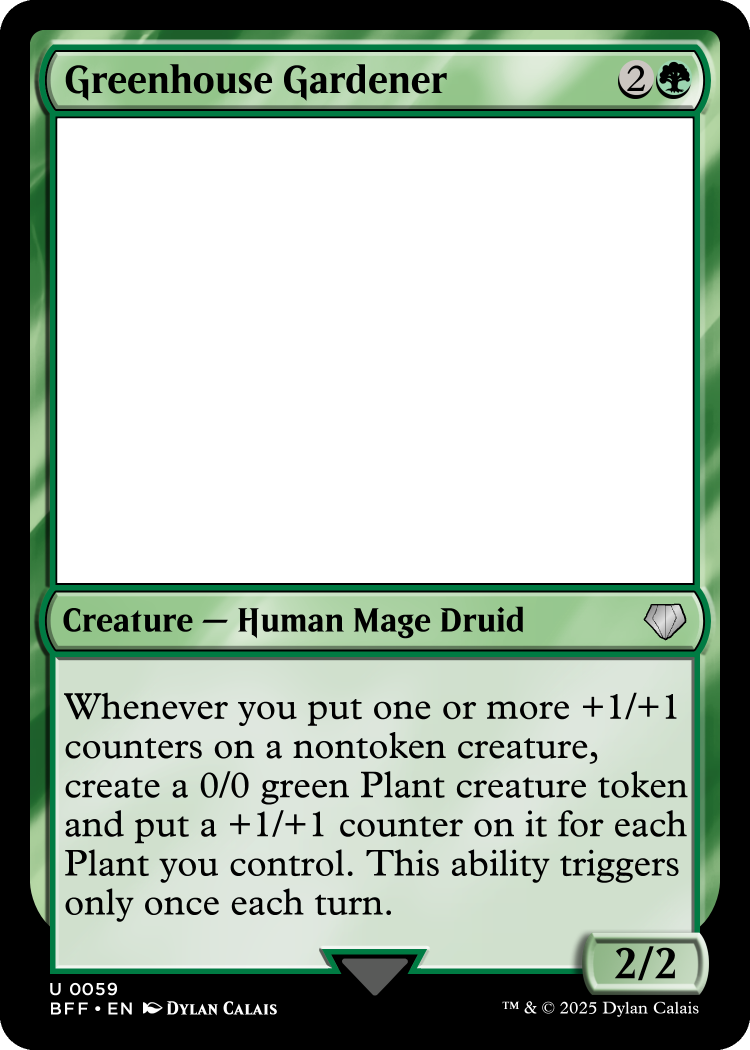 Greenhouse Gardener 2
Creature — Human Mage Druid
Whenever you put one or more +1/+1
counters on a nontoken creature,
create a 0/0 green Plant creature token
and put a +1/+1 counter on it for each
Plant you control. This ability triggers
only once each turn.
2/2
U 0059
BFF • EN Dylan Calais
™ & © 2025 Dylan Calais